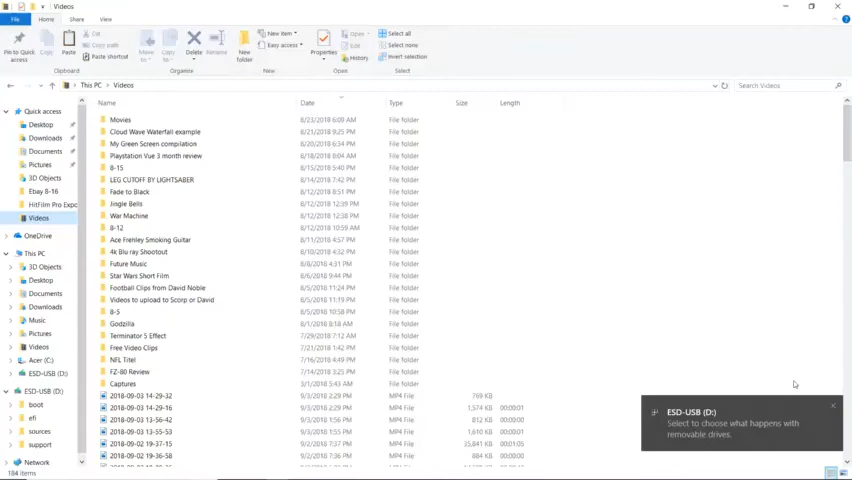 Videos
File Home Share View
Pin to Quick access
Copy
Paste
Cut
Copy path
Paste shortcut
Clipboard
Move to
Copy to
Delete
Rename
Organize
New folder
New item
Easy access
New
Properties
Open
Edit
History
Open
Select all
Select none
Invert selection
Select
This PC > Videos
Search Videos
Name Date Type Size Length
Quick access
Desktop
Downloads
Documents
Pictures
3D Objects
Ebay 8-16
HitFilm Pro Expo
Videos
OneDrive
This PC
3D Objects
Desktop
Documents
Downloads
Music
Pictures
Videos
Acer (C:)
ESD-USB (D:)
ESD-USB (D:)
boot
efi
sources
support
Network
Movies 8/23/2018 6:09 AM File folder
Cloud Wave Waterfall example 8/21/2018 9:25 PM File folder
My Green Screen compilation 8/20/2018 6:34 PM File folder
Playstation Vue 3 month review 8/18/2018 8:04 AM File folder
8-15 8/15/2018 5:40 PM File folder
LEG CUTOFF BY LIGHTSABER 8/14/2018 7:42 PM File folder
Fade to Black 8/12/2018 8:51 PM File folder
Jingle Bells 8/12/2018 12:39 PM File folder
War Machine 8/12/2018 12:38 PM File folder
8-12 8/12/2018 10:59 AM File folder
Ace Frehley Smoking Guitar 8/11/2018 4:57 PM File folder
4k Blu ray Shootout 8/10/2018 4:32 PM File folder
Future Music 8/8/2018 4:31 PM File folder
Star Wars Short Film 8/6/2018 9:44 PM File folder
Football Clips from David Noble 8/5/2018 11:24 PM File folder
Videos to upload to Scorp or David 8/5/2018 11:19 PM File folder
8-5 8/5/2018 10:58 PM File folder
Godzilla 8/1/2018 8:18 AM File folder
Terminator 5 Effect 7/29/2018 7:12 AM File folder
Free Video Clips 7/21/2018 1:42 PM File folder
NFL Titel 7/16/2018 4:49 PM File folder
FZ-80 Review 7/14/2018 3:25 PM File folder
Captures 3/1/2018 5:43 AM File folder
2018-09-03 14-29-32 9/3/2018 2:29 PM MP4 File 769 KB
2018-09-03 14-29-16 9/3/2018 2:29 PM MP4 File 1,574 KB 00:00:01
2018-09-03 13-56-42 9/3/2018 1:56 PM MP4 File 812 KB 00:00:00
2018-09-03 13-55-53 9/3/2018 1:55 PM MP4 File 1,610 KB 00:00:01
2018-09-02 19-37-15 9/2/2018 7:37 PM MP4 File 35,841 KB 00:01:05
2018-09-02 19-36-58 9/2/2018 7:36 PM MP4 File 884 KB 00:00:00
ESD-USB (D:)
Select to choose what happens with
removable drives.
184 items